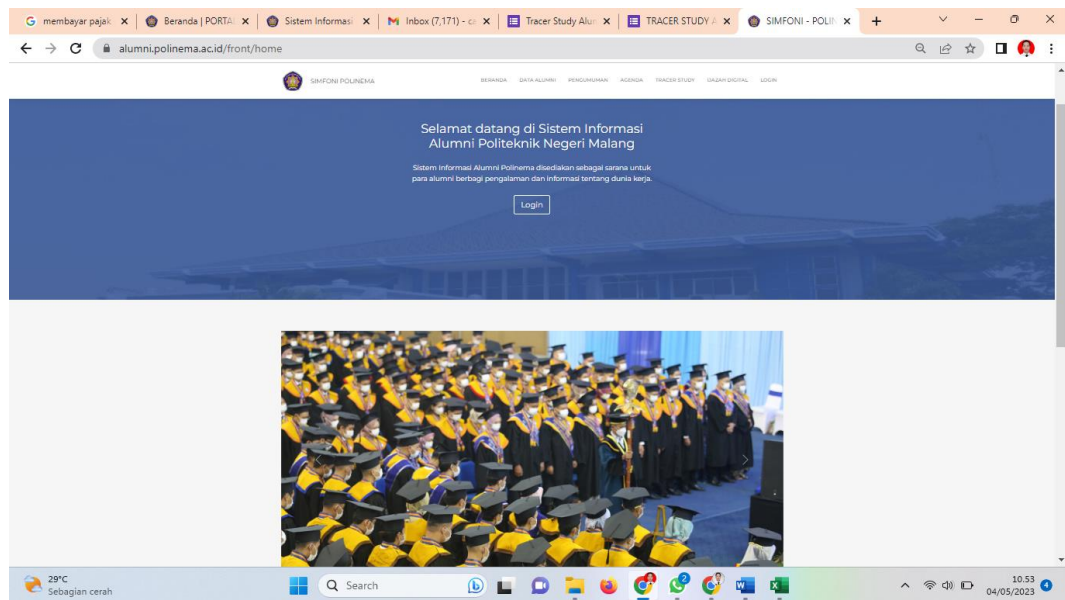 membayar pajak
Beranda | PORTAL
Sistem Informasi
Inbox (7,171) - c
Tracer Study Alun
TRACER STUDY A
SIMFONI - POLIN
alumni.polinema.ac.id/front/home
SIMFONI POLINEMA
BERANDA DATA ALUMNI PENGUMUMAN AGENDA TRACER STUDY IJAZAH DIGITAL LOGIN
Selamat datang di Sistem Informasi
Alumni Politeknik Negeri Malang
Sistem Informasi Alumni Polinema disediakan sebagai sarana untuk
para alumni berbagi pengalaman dan informasi tentang dunia kerja.
Login
29°C
Sebagian cerah
Search
2
10.53
04/05/2023
4